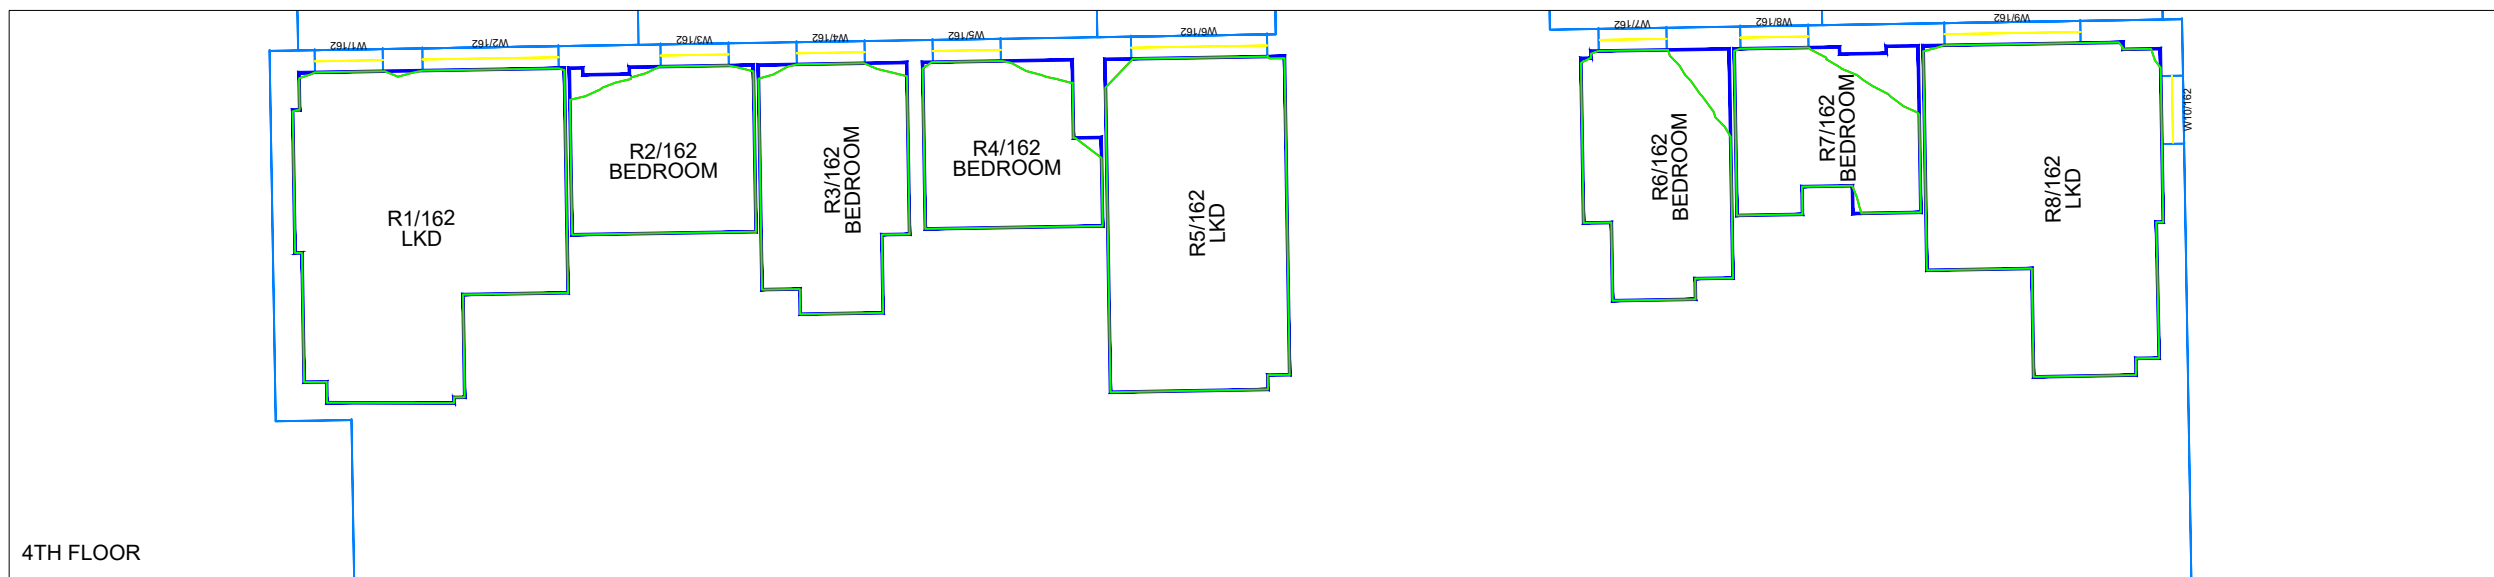 W1/162
W2/162
W3/162
W4/162
W5/162
W6/162
W7/162
W8/162
W9/162
W10/162
R1/162
LKD
R2/162
BEDROOM
R3/162
BEDROOM
R4/162
BEDROOM
R5/162
LKD
R6/162
BEDROOM
R7/162
BEDROOM
R8/162
LKD
4TH FLOOR